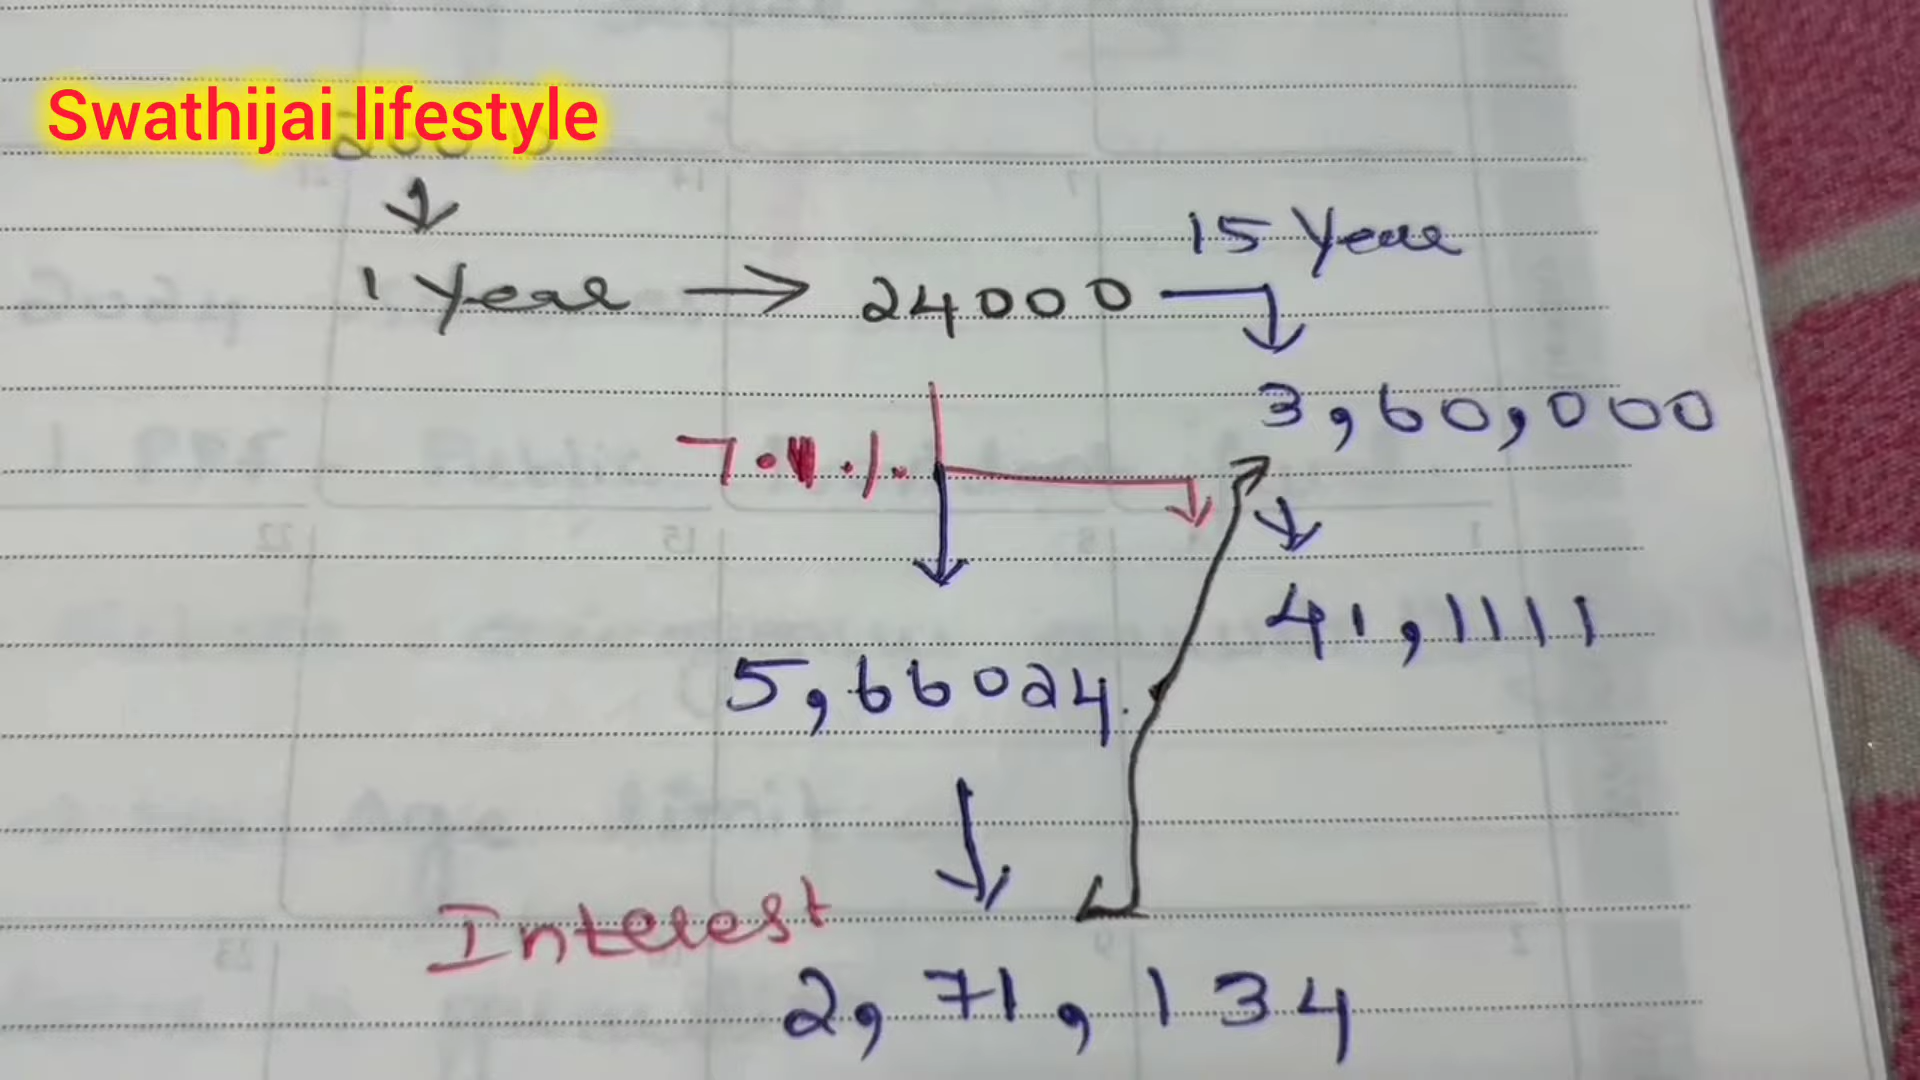 Swathijai lifestyle
1 Year → 24000
15 Year
3,60,000
7.1%.
41,1111
5,66024.
Interest
2,71,134